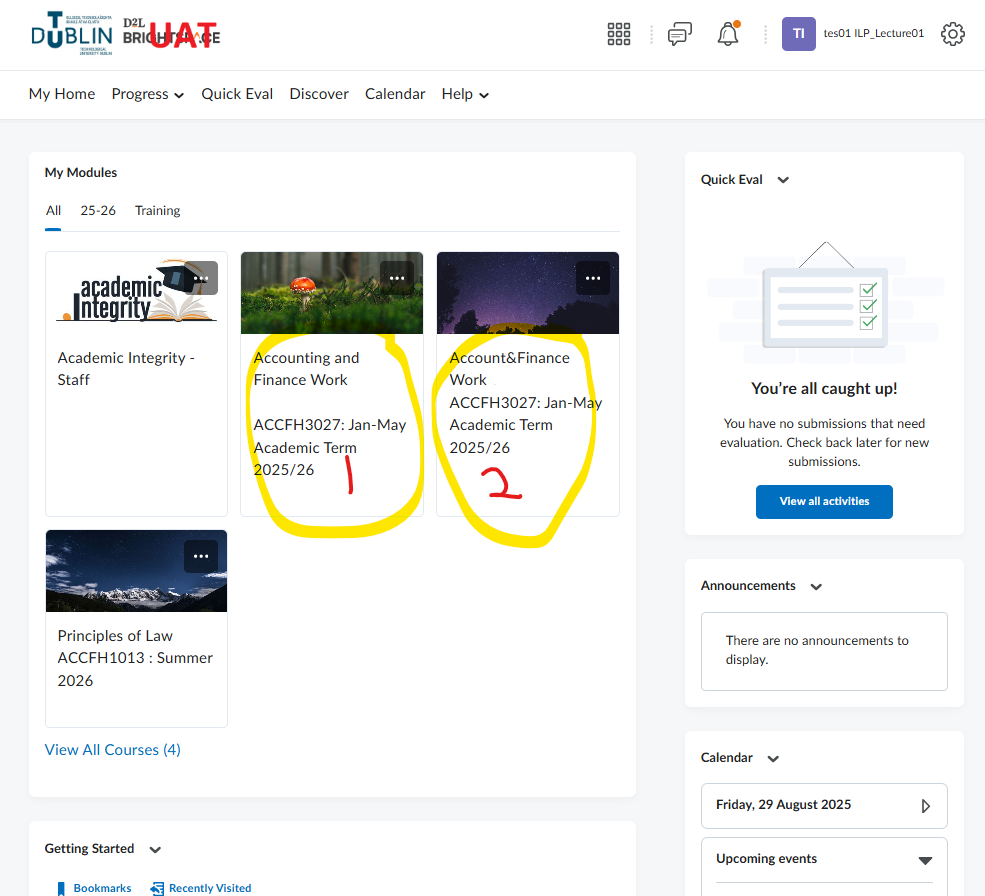 OLLSCOIL TEICNEOLAÍOCHTA
BHAILE ÁTHA CLIATH
DUBLIN
TECHNOLOGICAL
UNIVERSITY DUBLIN
D2L
BRIGHTSPACE
UAT
TI
tes01 ILP_Lecture01
My Home
Progress
Quick Eval
Discover
Calendar
Help
My Modules
All
25-26
Training
academic
Integrity
Academic Integrity -
Staff
Accounting and
Finance Work
ACCFH3027: Jan-May
Academic Term
2025/26
1
Account&Finance
Work
ACCFH3027: Jan-May
Academic Term
2025/26
2
Principles of Law
ACCFH1013 : Summer
2026
View All Courses (4)
Getting Started
Bookmarks
Recently Visited
Quick Eval
You're all caught up!
You have no submissions that need
evaluation. Check back later for new
submissions.
View all activities
Announcements
There are no announcements to
display.
Calendar
Friday, 29 August 2025
Upcoming events